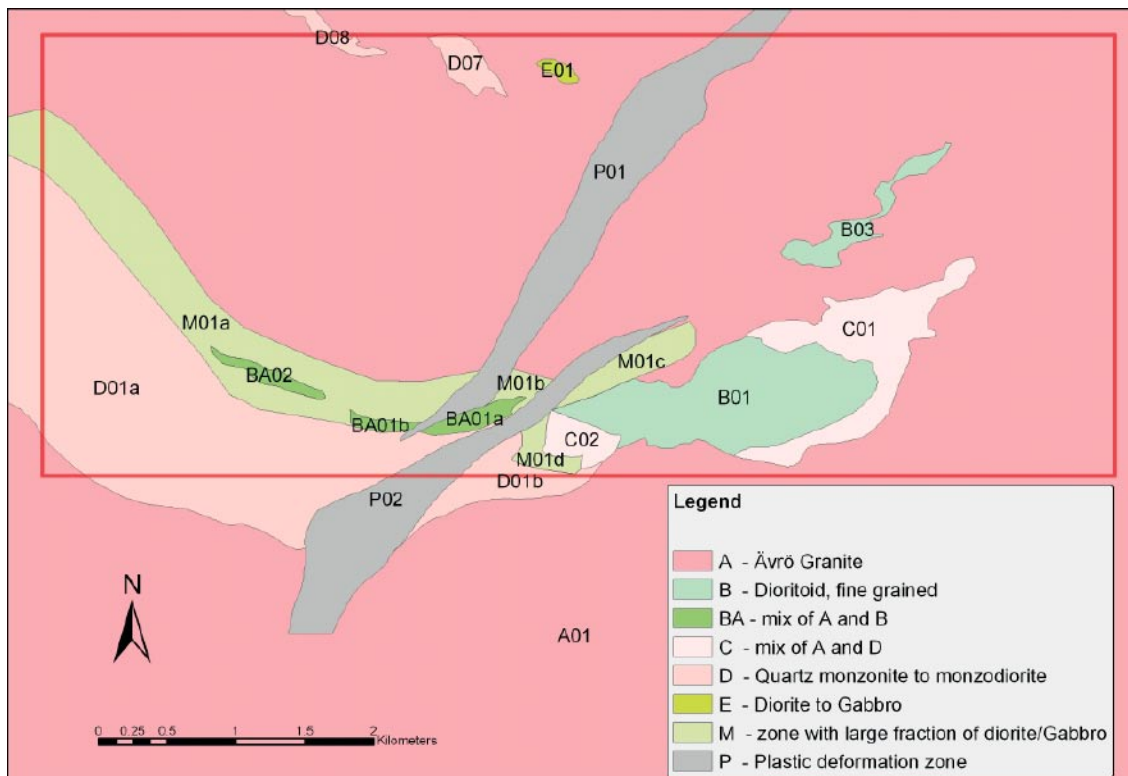 D08
D07
E01
P01
B03
M01a
C01
M01c
BA02
M01b
D01a
B01
BA01a
BA01b
C02
M01d
D01b
P02
Legend
A - Ävrö Granite
B - Dioritoid, fine grained
BA - mix of A and B
C - mix of A and D
D - Quartz monzonite to monzodiorite
E - Diorite to Gabbro
M - zone with large fraction of diorite/Gabbro
P - Plastic deformation zone
N
A01
0 0.25 0.5 1 1.5 2
Kilometers